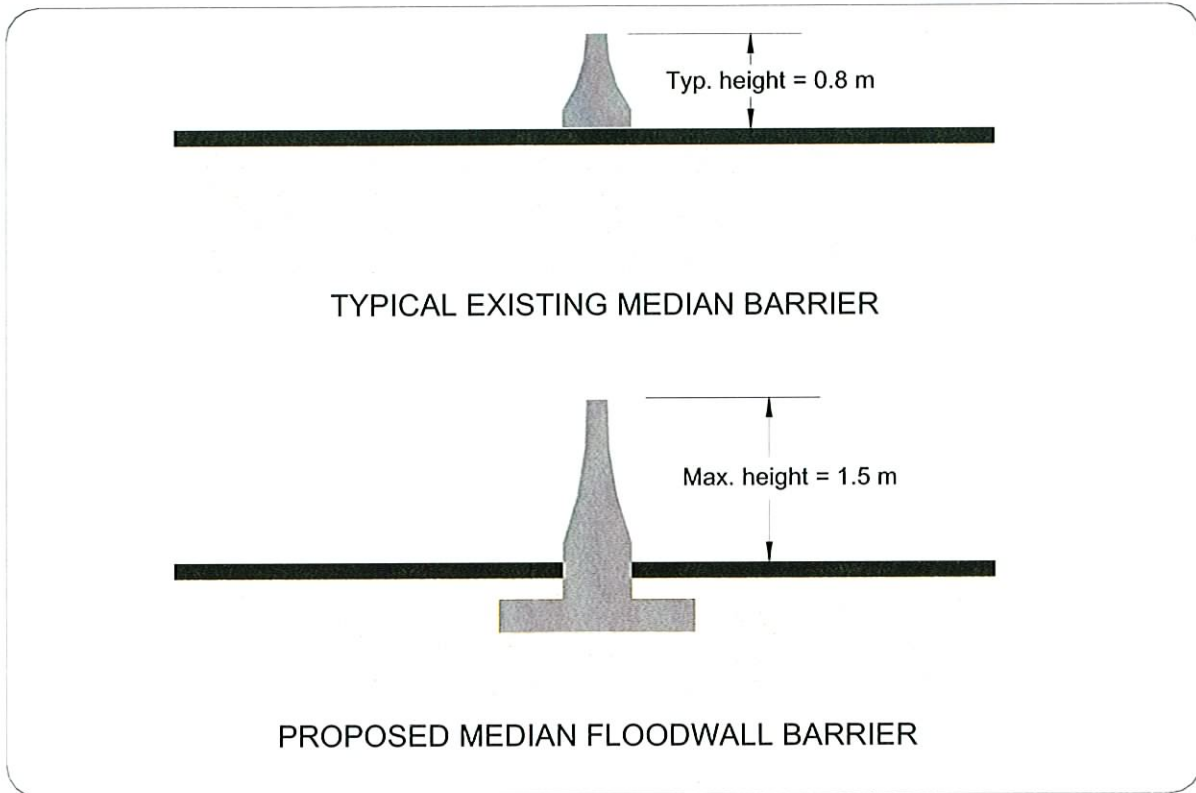 Typ. height = 0.8 m
TYPICAL EXISTING MEDIAN BARRIER
Max. height = 1.5 m
PROPOSED MEDIAN FLOODWALL BARRIER